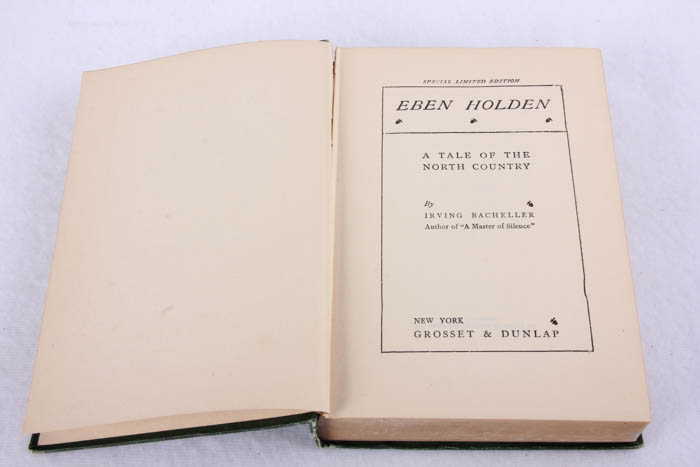 SPECIAL LIMITED EDITION
EBEN HOLDEN
A TALE OF THE
NORTH COUNTRY
By
IRVING BACHELLER
Author of "A Master of Silence"
NEW YORK
GROSSET & DUNLAP